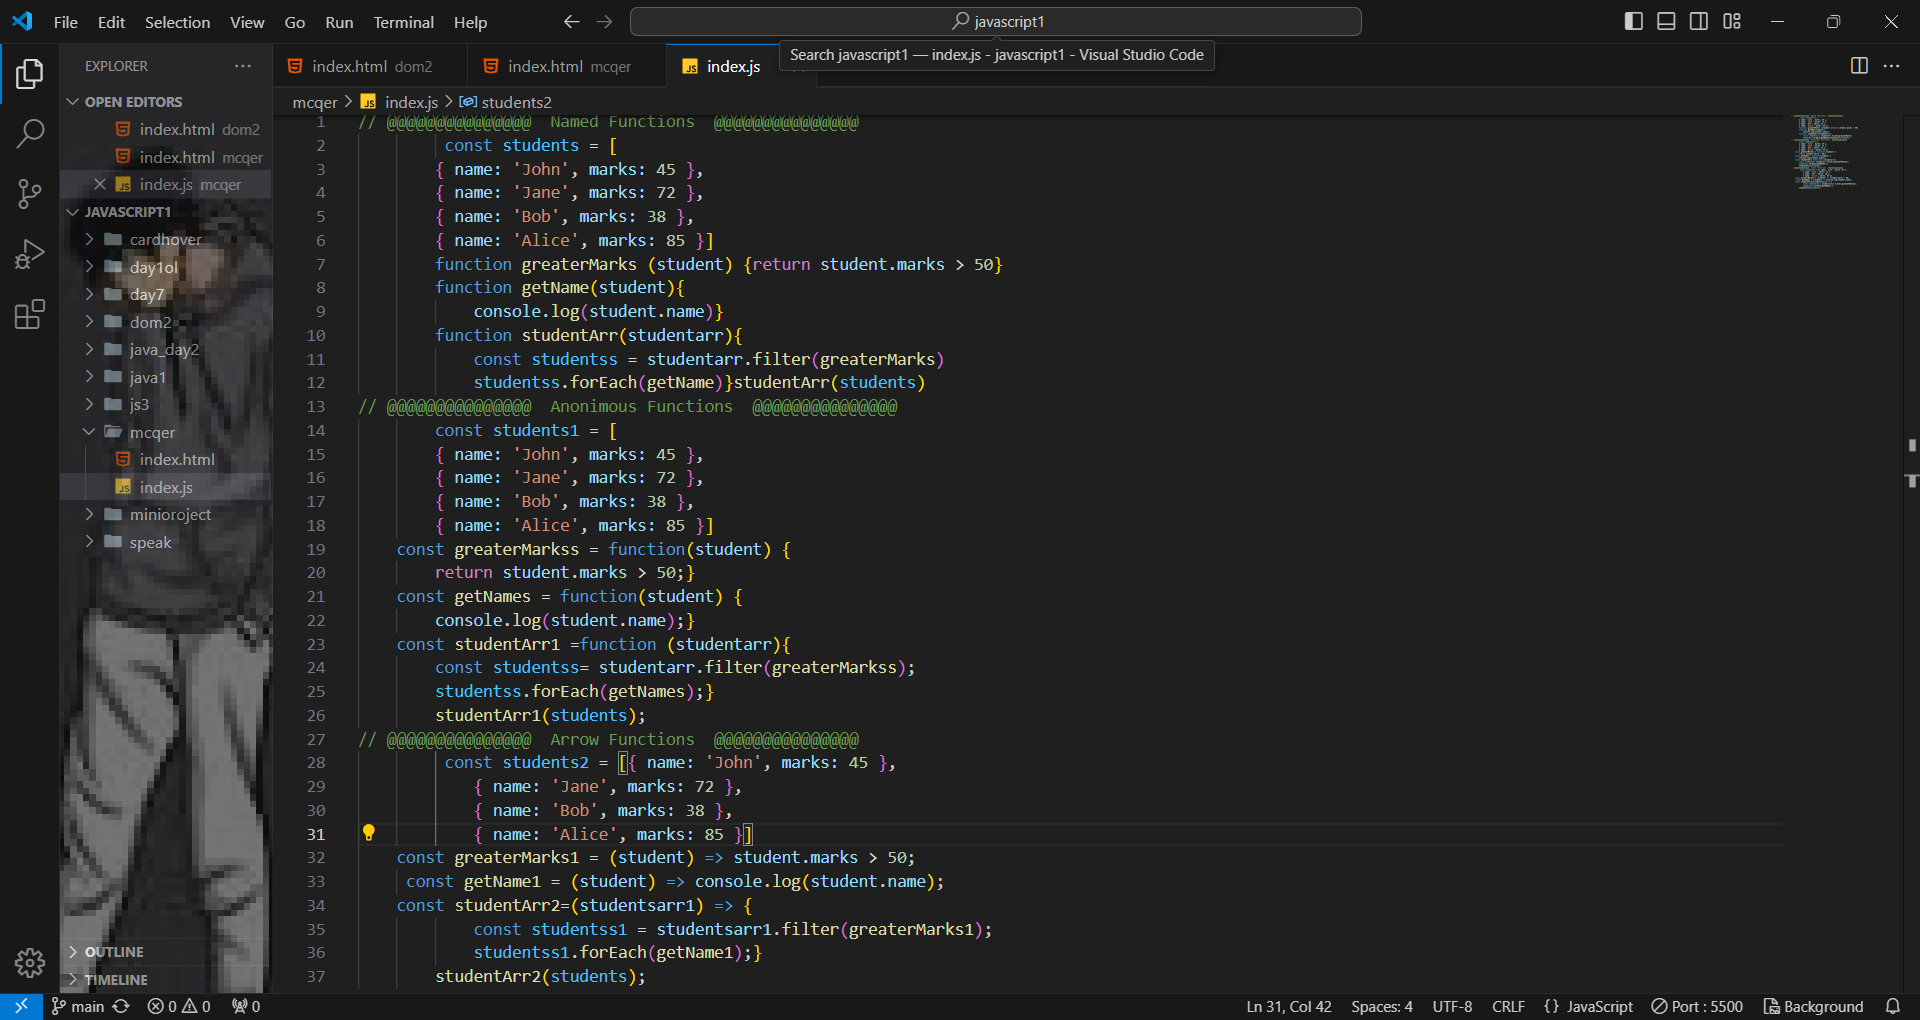 File Edit Selection View Go Run Terminal Help
javascript1
Search javascript1 — index.js - javascript1 - Visual Studio Code
EXPLORER
OPEN EDITORS
index.html dom2
index.html mcqer
index.js mcqer
JAVASCRIPT1
cardhover
day1ol
day7
dom2
java_day2
java1
js3
mcqer
index.html
index.js
minioroject
speak
OUTLINE
TIMELINE
index.html dom2
index.html mcqer
index.js
mcqer > index.js > students2
1 // @@@@@@@@@@@@@@@ Named Functions @@@@@@@@@@@@@@@
2 const students = [
3 { name: 'John', marks: 45 },
4 { name: 'Jane', marks: 72 },
5 { name: 'Bob', marks: 38 },
6 { name: 'Alice', marks: 85 }]
7 function greaterMarks (student) {return student.marks > 50}
8 function getName(student){
9 console.log(student.name)}
10 function studentArr(studentarr){
11 const studentss = studentarr.filter(greaterMarks)
12 studentss.forEach(getName)}studentArr(students)
13 // @@@@@@@@@@@@@@@ Anonimous Functions @@@@@@@@@@@@@@@
14 const students1 = [
15 { name: 'John', marks: 45 },
16 { name: 'Jane', marks: 72 },
17 { name: 'Bob', marks: 38 },
18 { name: 'Alice', marks: 85 }]
19 const greaterMarkss = function(student) {
20 return student.marks > 50;}
21 const getNames = function(student) {
22 console.log(student.name);}
23 const studentArr1 =function (studentarr){
24 const studentss= studentarr.filter(greaterMarkss);
25 studentss.forEach(getNames);}
26 studentArr1(students);
27 // @@@@@@@@@@@@@@@ Arrow Functions @@@@@@@@@@@@@@@
28 const students2 = [{ name: 'John', marks: 45 },
29 { name: 'Jane', marks: 72 },
30 { name: 'Bob', marks: 38 },
31 { name: 'Alice', marks: 85 }]
32 const greaterMarks1 = (student) => student.marks > 50;
33 const getName1 = (student) => console.log(student.name);
34 const studentArr2=(studentsarr1) => {
35 const studentss1 = studentsarr1.filter(greaterMarks1);
36 studentss1.forEach(getName1);}
37 studentArr2(students);
main 0 0 0 Ln 31, Col 42 Spaces: 4 UTF-8 CRLF {} JavaScript Port : 5500 Background